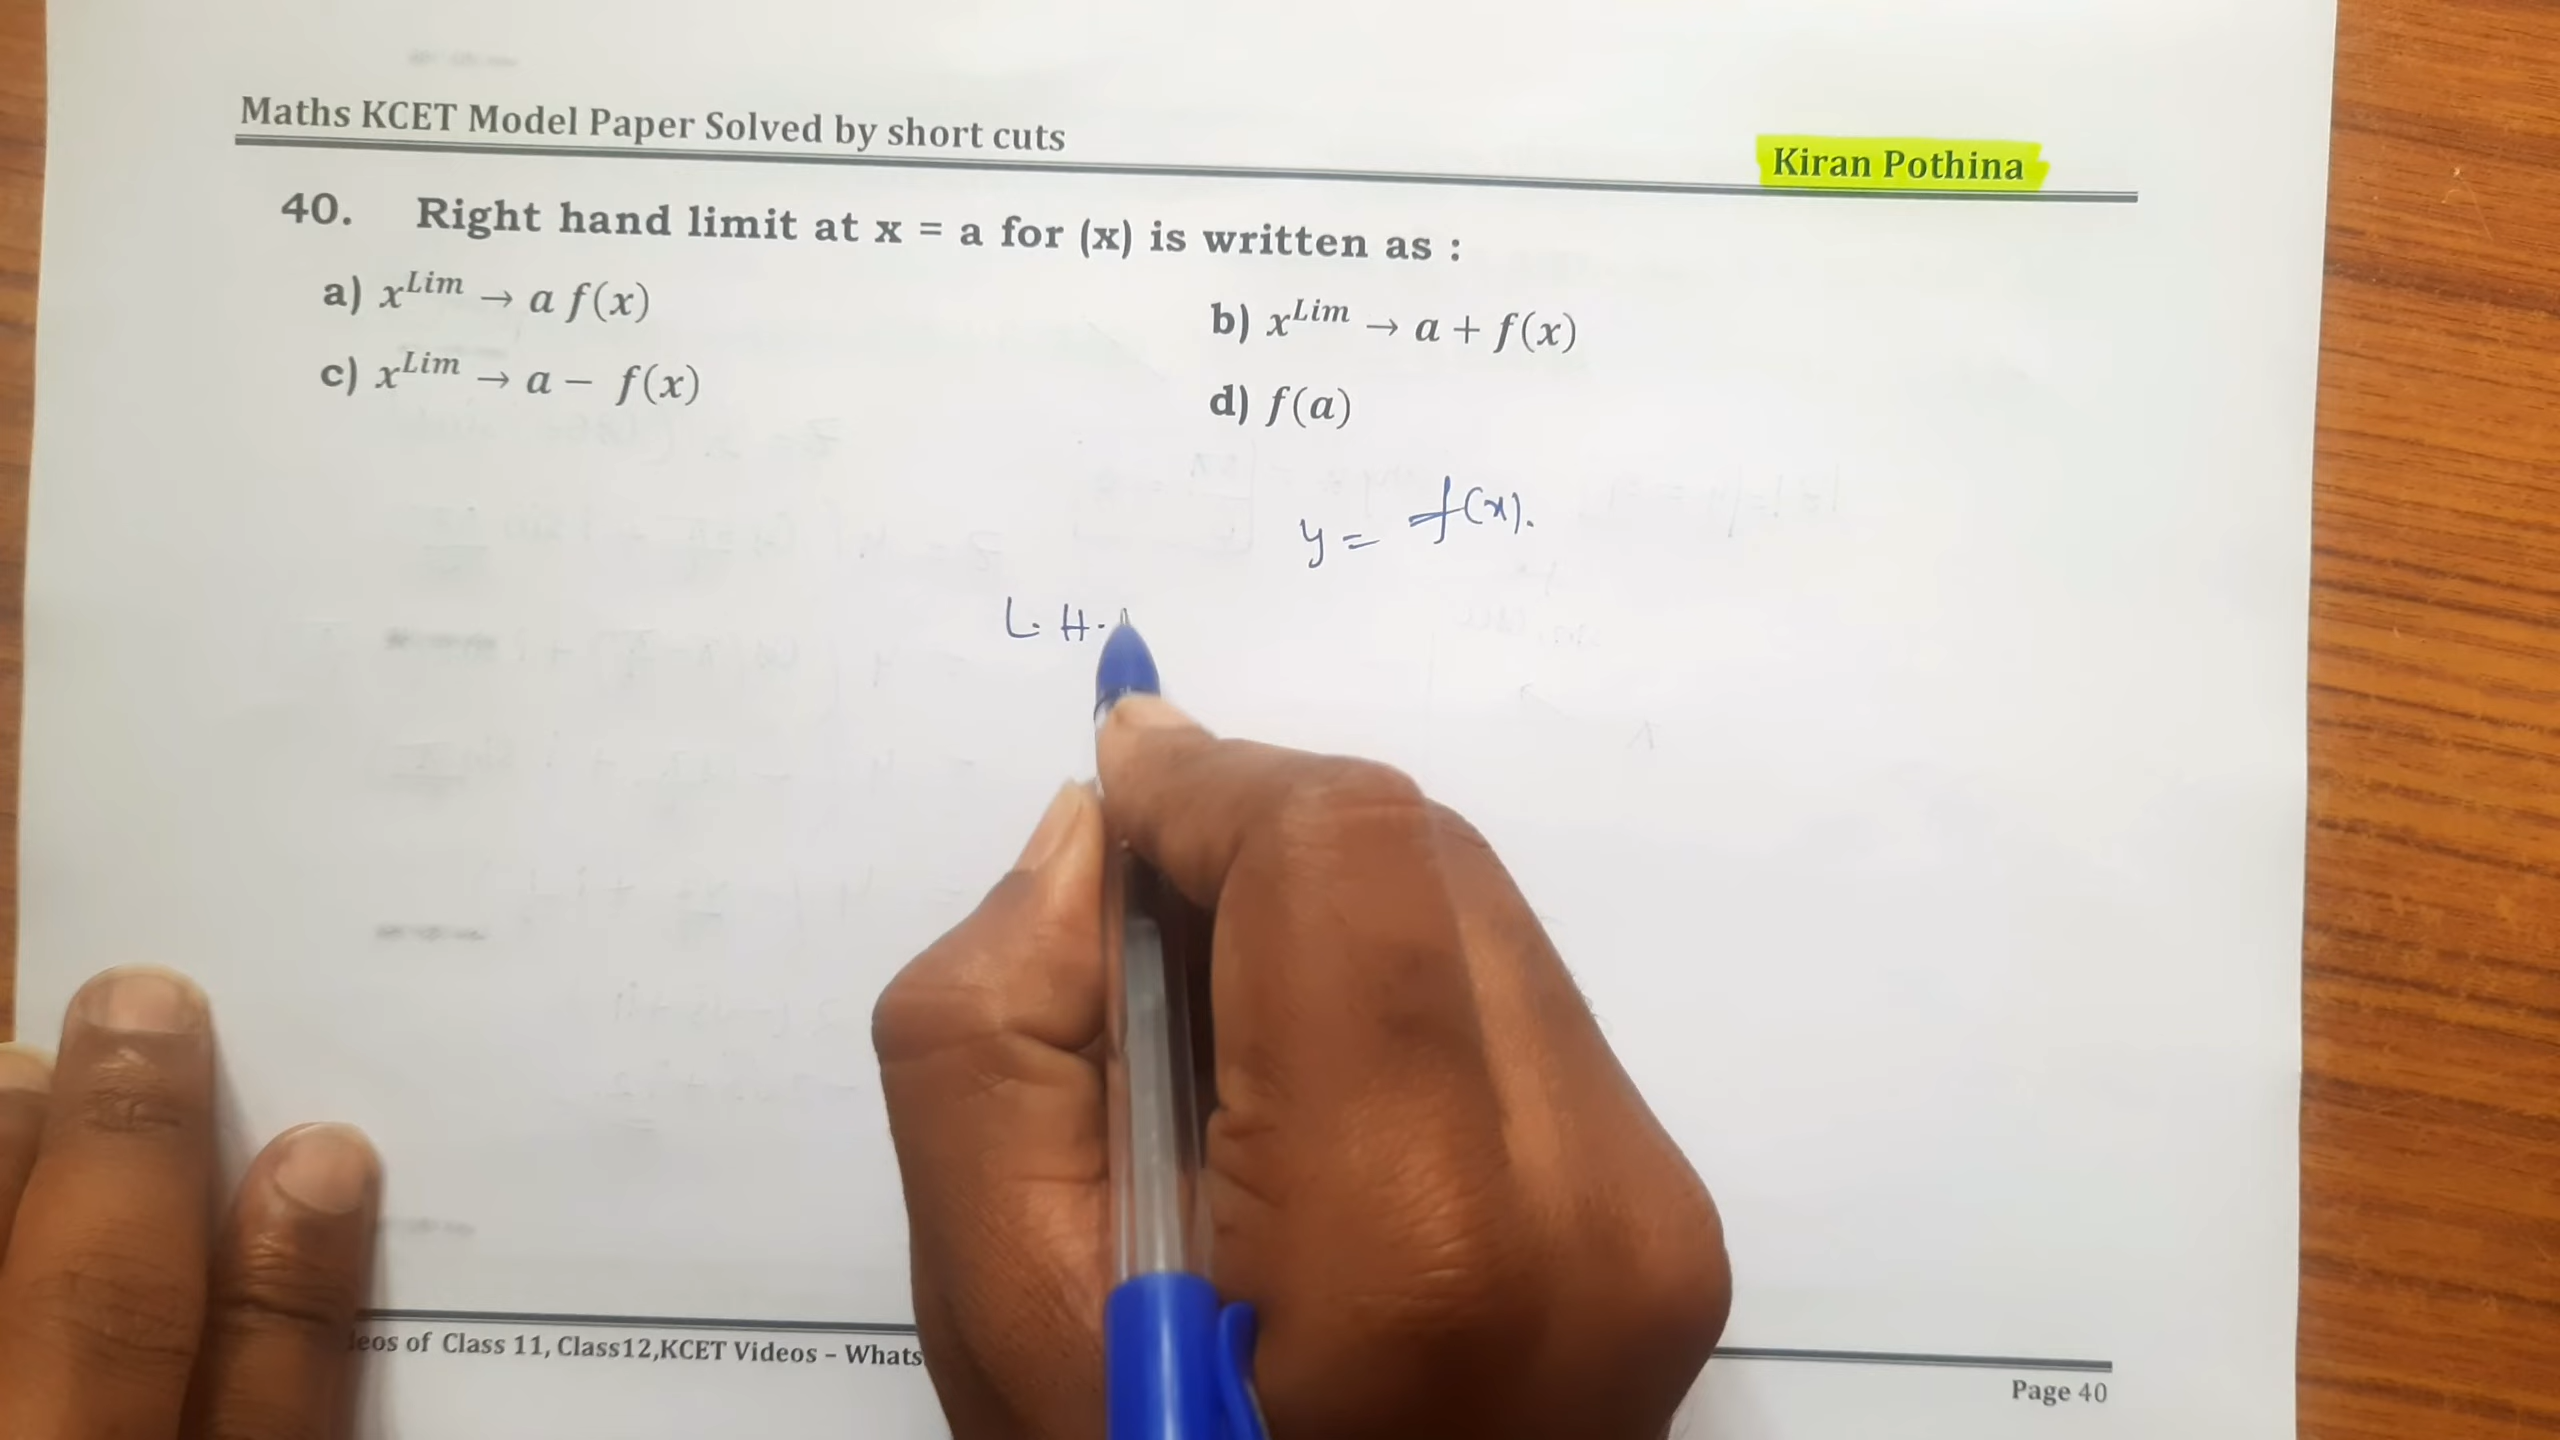 Maths KCET Model Paper Solved by short cuts
Kiran Pothina
40. Right hand limit at x = a for (x) is written as :
a) x^Lim → a f(x)
b) x^Lim → a + f(x)
c) x^Lim → a − f(x)
d) f(a)
y = f(x).
L. H.
of Class 11, Class12,KCET Videos – Whats
Page 40